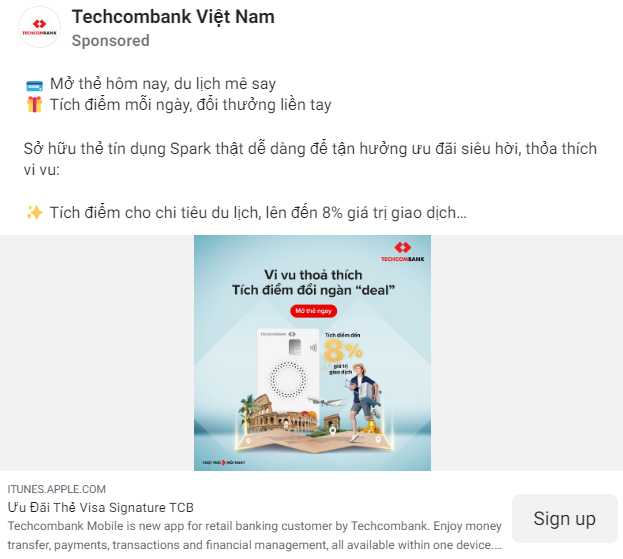 TECHCOMBANK
Techcombank Việt Nam
Sponsored
Mở thẻ hôm nay, du lịch mê say
Tích điểm mỗi ngày, đổi thưởng liền tay
Sở hữu thẻ tín dụng Spark thật dễ dàng để tận hưởng ưu đãi siêu hời, thỏa thích
vi vu:
Tích điểm cho chi tiêu du lịch, lên đến 8% giá trị giao dịch...
TECHCOMBANK
Vi vu thoả thích
Tích điểm đổi ngàn “deal”
Mở thẻ ngay
TECHCOMBANK
Tích điểm đến
8%
giá trị
giao dịch
VƯỢT TRỘI HƠN MỖI NGÀY
ITUNES.APPLE.COM
Ưu Đãi Thẻ Visa Signature TCB
Techcombank Mobile is new app for retail banking customer by Techcombank. Enjoy money
transfer, payments, transactions and financial management, all available within one device....
Sign up